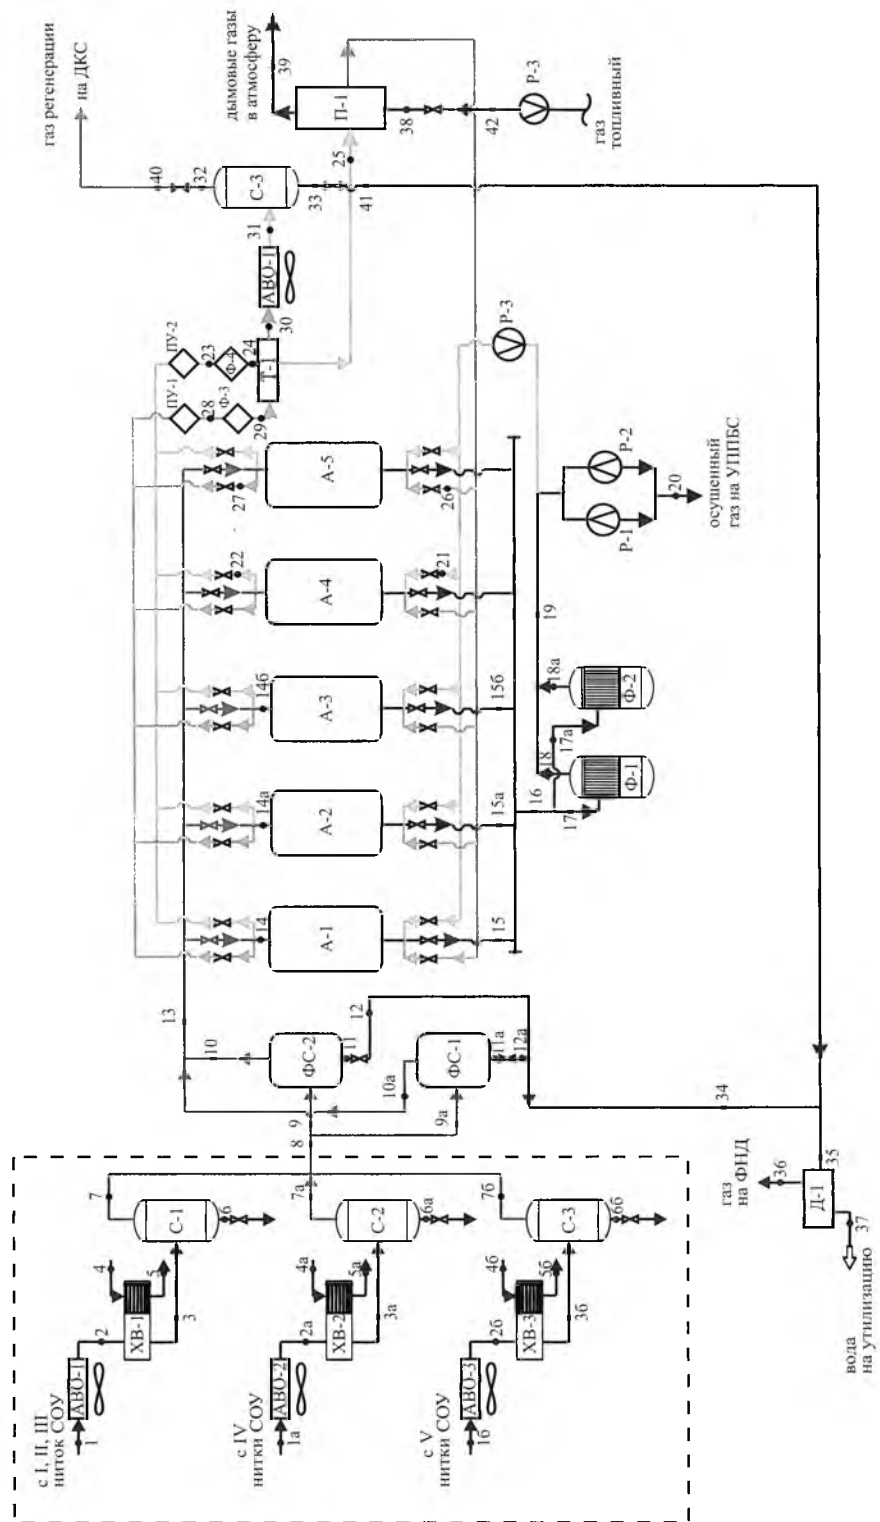 газ регенерации
на ДКС
40
32
С-3
33
41
31
АВО-11
30
дымовые газы
в атмосферу
39
П-1
25
38
42
Р-3
газ
топливный
ПУ-2
23
Ф-4
24
Т-1
ПУ-1
28
Ф-3
29
27
А-5
26
Р-3
22
А-4
21
Р-2
Р-1
20
осушенный
газ на УППБС
19
14б
А-3
15б
18а
Ф-2
17а
18
Ф-1
16
17
14а
А-2
15а
14
А-1
15
13
10
ФС-2
11
12
10а
ФС-1
11а
12а
9
9а
8
34
35
газ
на ФНД
36
Д-1
37
вода
на утилизацию
7
С-1
6
4
5
ХВ-1
3
2
АВО-1
с I, II, III
ниток СОУ
1
7а
С-2
6а
4а
5а
ХВ-2
3а
2а
АВО-2
с IV
нитки СОУ
1а
7б
С-3
6б
4б
5б
ХВ-3
3б
2б
АВО-3
с V
нитки СОУ
1б